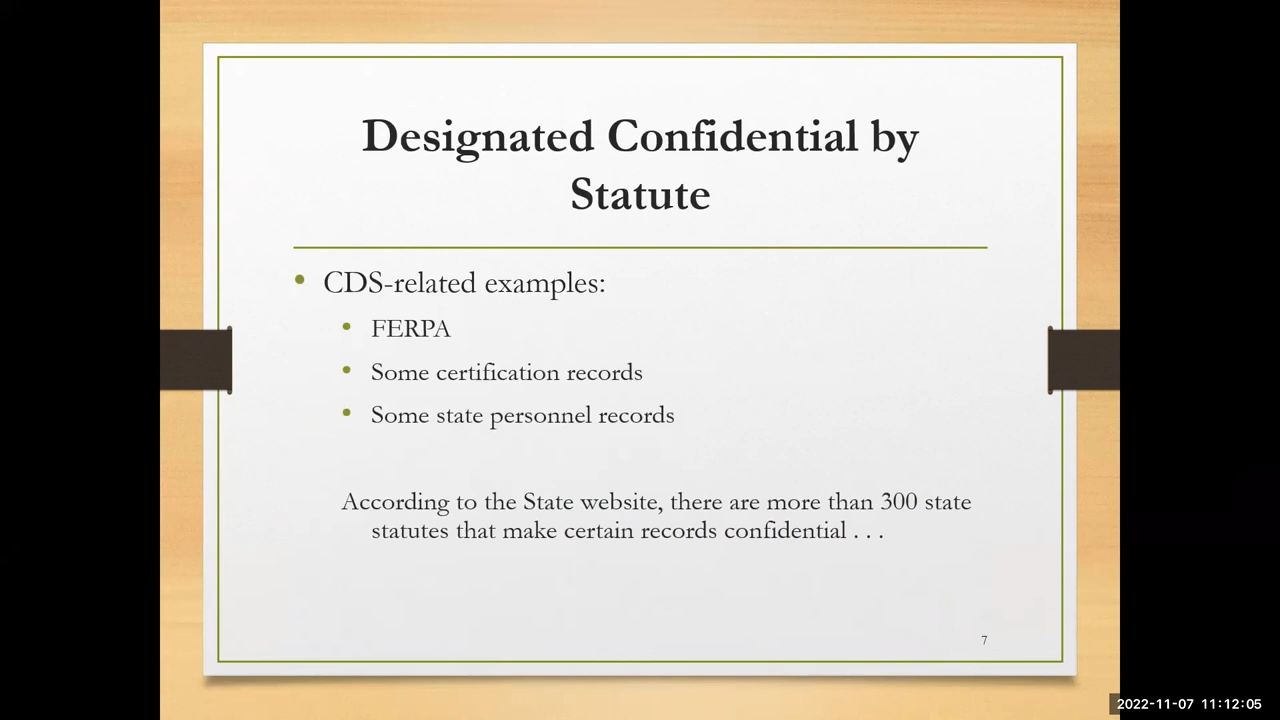 Designated Confidential by
Statute
• CDS-related examples:
• FERPA
• Some certification records
• Some state personnel records
According to the State website, there are more than 300 state
statutes that make certain records confidential . . .
7
2022-11-07 11:12:05